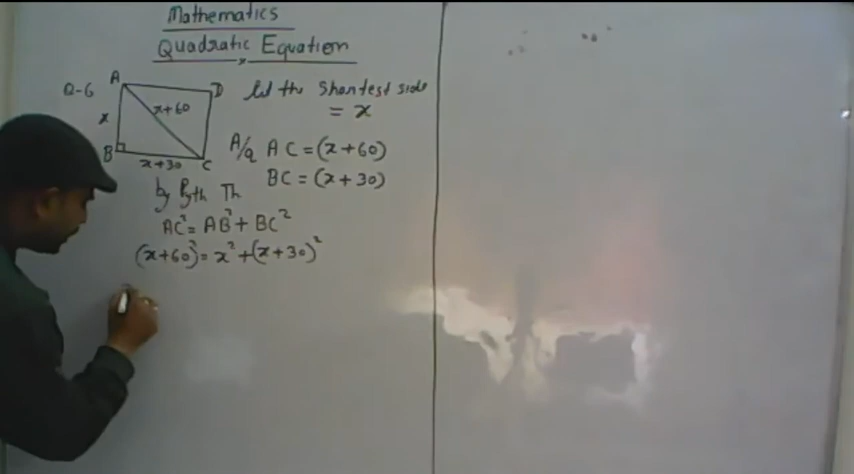 Mathematics
Quadratic Equation
Q-6 A D let the Shortest side
x x+60 = x
B x+30 C A/Q AC = (x+60)
BC = (x+30)
by Pyth Th
AC² = AB² + BC²
(x+60)² = x² + (x+30)²